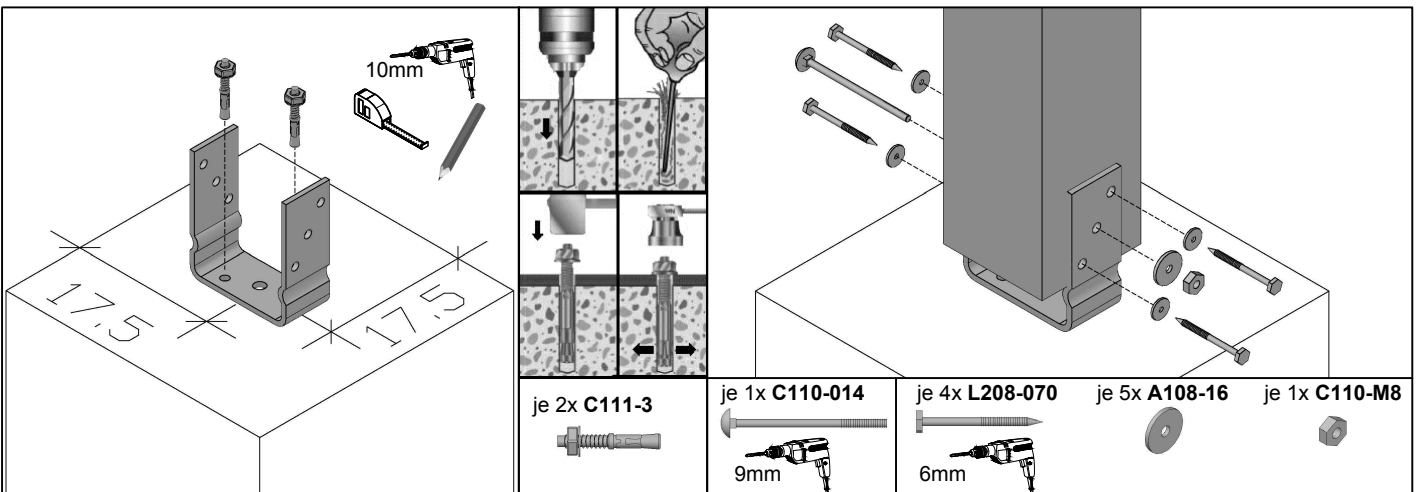 10mm
17.5
17.5
je 2x C111-3
je 1x C110-014
9mm
je 4x L208-070
6mm
je 5x A108-16
je 1x C110-M8